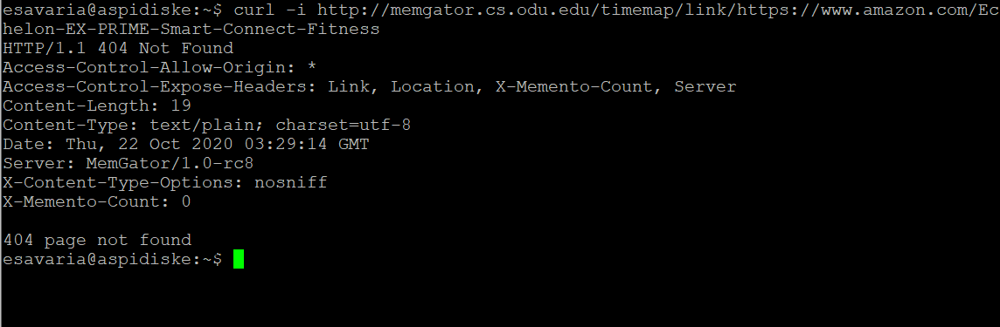 esavaria@aspidiske:~$ curl -i http://memgator.cs.odu.edu/timemap/link/https://www.amazon.com/Ec
helon-EX-PRIME-Smart-Connect-Fitness
HTTP/1.1 404 Not Found
Access-Control-Allow-Origin: *
Access-Control-Expose-Headers: Link, Location, X-Memento-Count, Server
Content-Length: 19
Content-Type: text/plain; charset=utf-8
Date: Thu, 22 Oct 2020 03:29:14 GMT
Server: MemGator/1.0-rc8
X-Content-Type-Options: nosniff
X-Memento-Count: 0

404 page not found
esavaria@aspidiske:~$